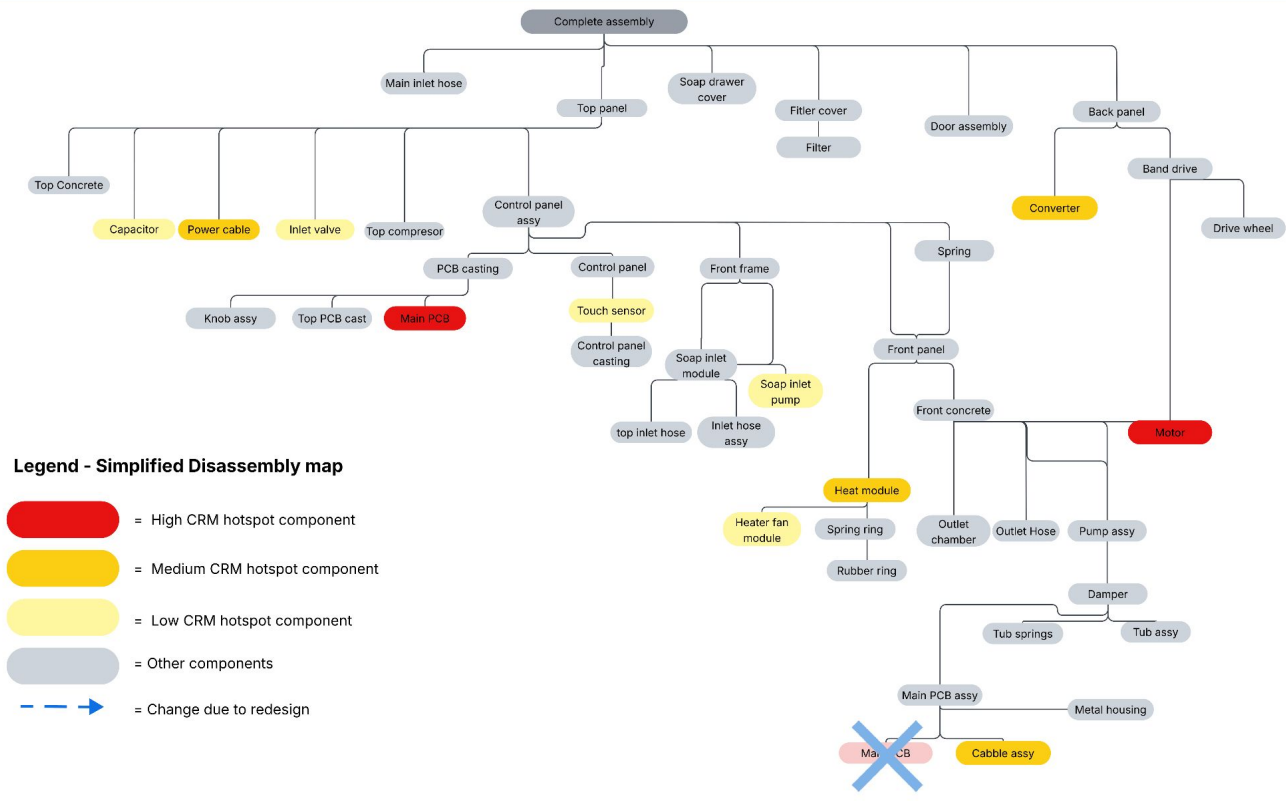 Complete assembly
Main inlet hose
Soap drawer
cover
Top panel
Fitler cover
Back panel
Door assembly
Filter
Band drive
Top Concrete
Converter
Control panel
assy
Capacitor
Power cable
Inlet valve
Top compresor
Drive wheel
Spring
PCB casting
Control panel
Front frame
Knob assy
Top PCB cast
Main PCB
Touch sensor
Control panel
casting
Front panel
Soap inlet
module
Soap inlet
pump
Front concrete
top inlet hose
Inlet hose
assy
Motor
Legend - Simplified Disassembly map
Heat module
= High CRM hotspot component
Heater fan
module
Spring ring
Outlet
chamber
Outlet Hose
Pump assy
= Medium CRM hotspot component
Rubber ring
Damper
= Low CRM hotspot component
Tub springs
Tub assy
= Other components
Main PCB assy
= Change due to redesign
Metal housing
Main PCB
Cabble assy